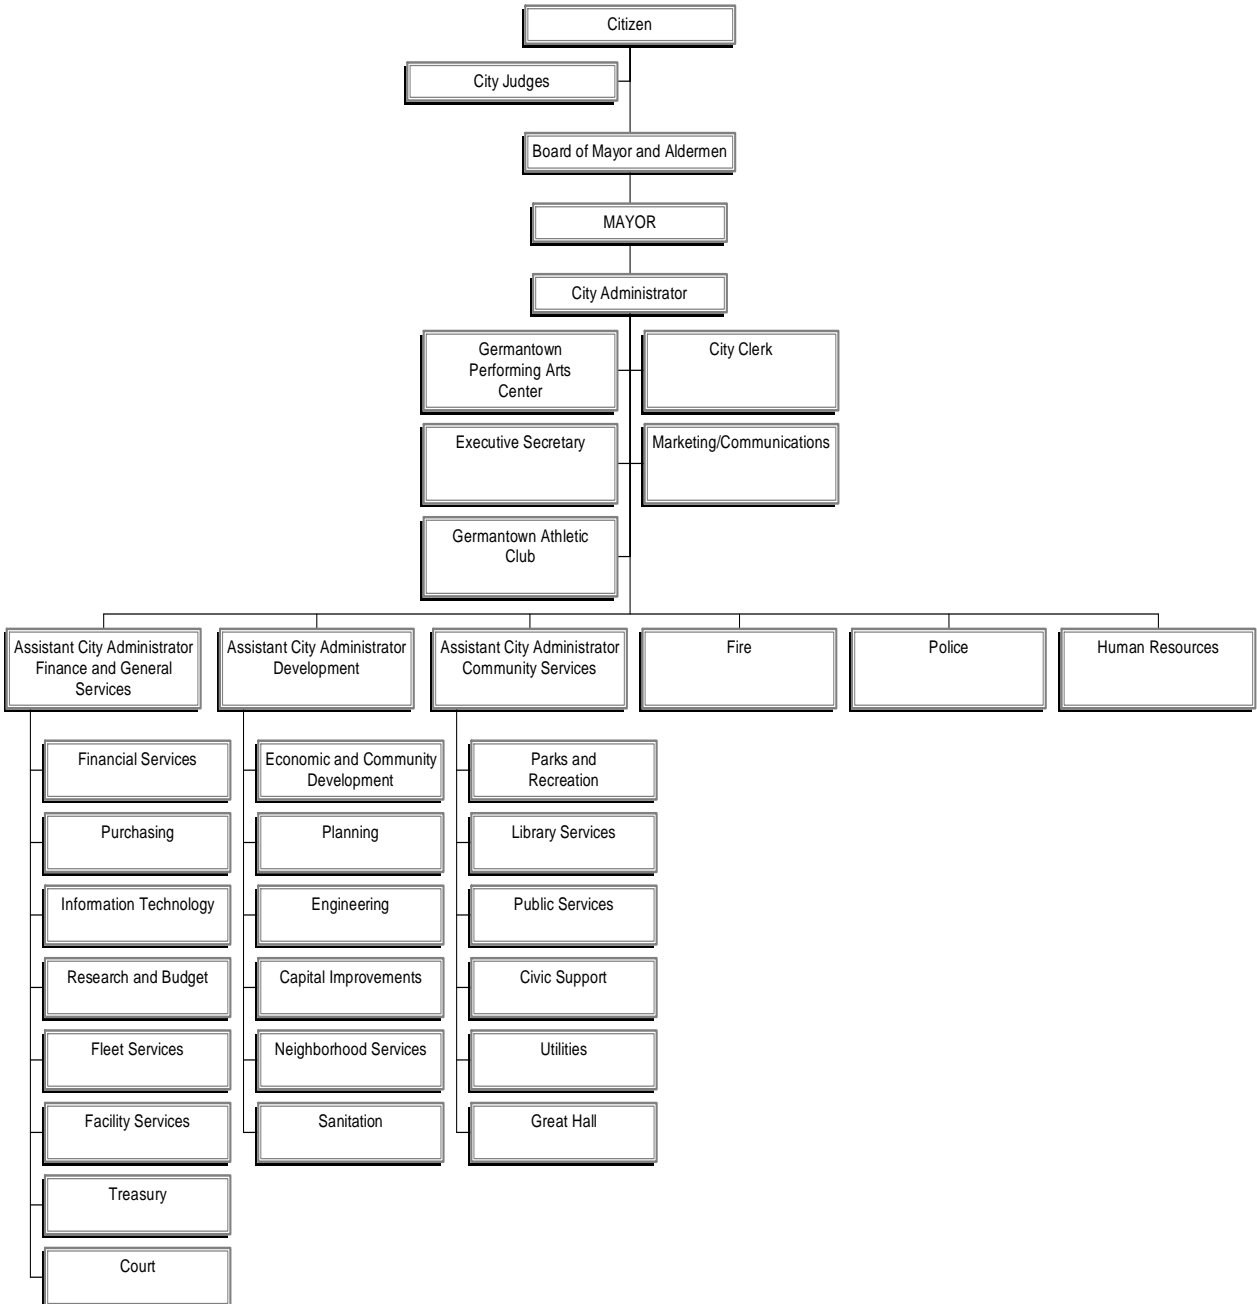 Citizen
City Judges
Board of Mayor and Aldermen
MAYOR
City Administrator
Germantown
Performing Arts
Center
City Clerk
Executive Secretary
Marketing/Communications
Germantown Athletic
Club
Assistant City Administrator
Finance and General
Services
Assistant City Administrator
Development
Assistant City Administrator
Community Services
Fire
Police
Human Resources
Financial Services
Purchasing
Information Technology
Research and Budget
Fleet Services
Facility Services
Treasury
Court
Economic and Community
Development
Planning
Engineering
Capital Improvements
Neighborhood Services
Sanitation
Parks and
Recreation
Library Services
Public Services
Civic Support
Utilities
Great Hall